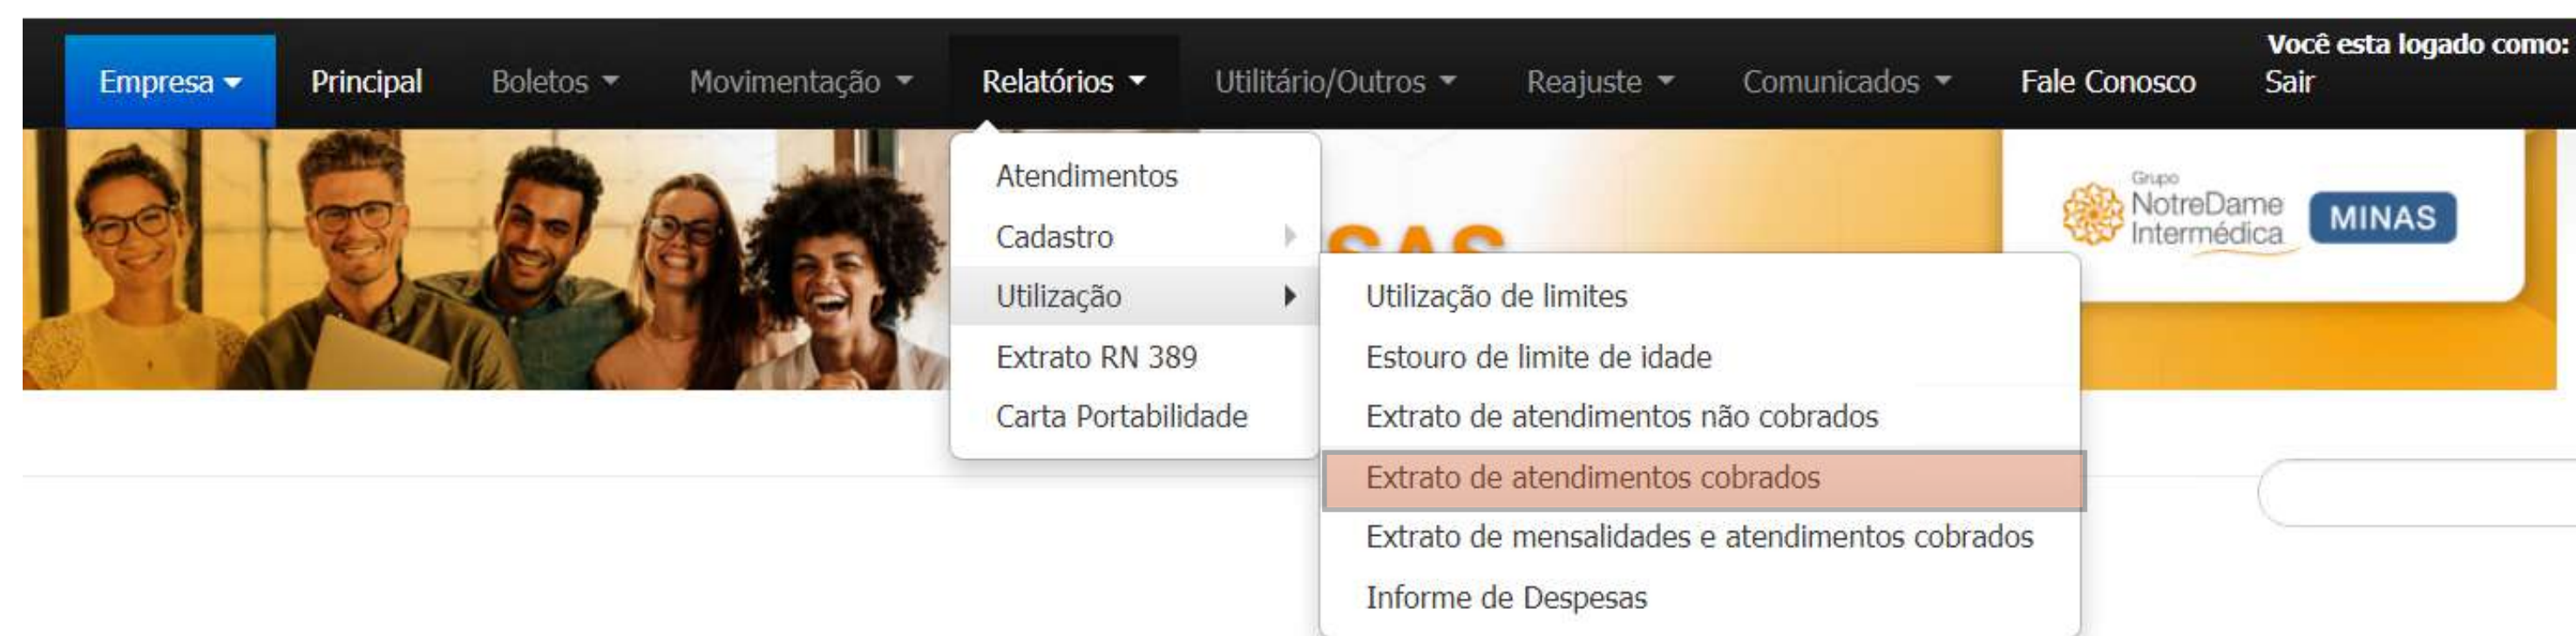 Você esta logado como:
Empresa Principal Boletos Movimentação Relatórios Utilitário/Outros Reajuste Comunicados Fale Conosco Sair
Atendimentos
Cadastro
Utilização
Extrato RN 389
Carta Portabilidade
SAS
Grupo
NotreDame
Intermédica
MINAS
Utilização de limites
Estouro de limite de idade
Extrato de atendimentos não cobrados
Extrato de atendimentos cobrados
Extrato de mensalidades e atendimentos cobrados
Informe de Despesas